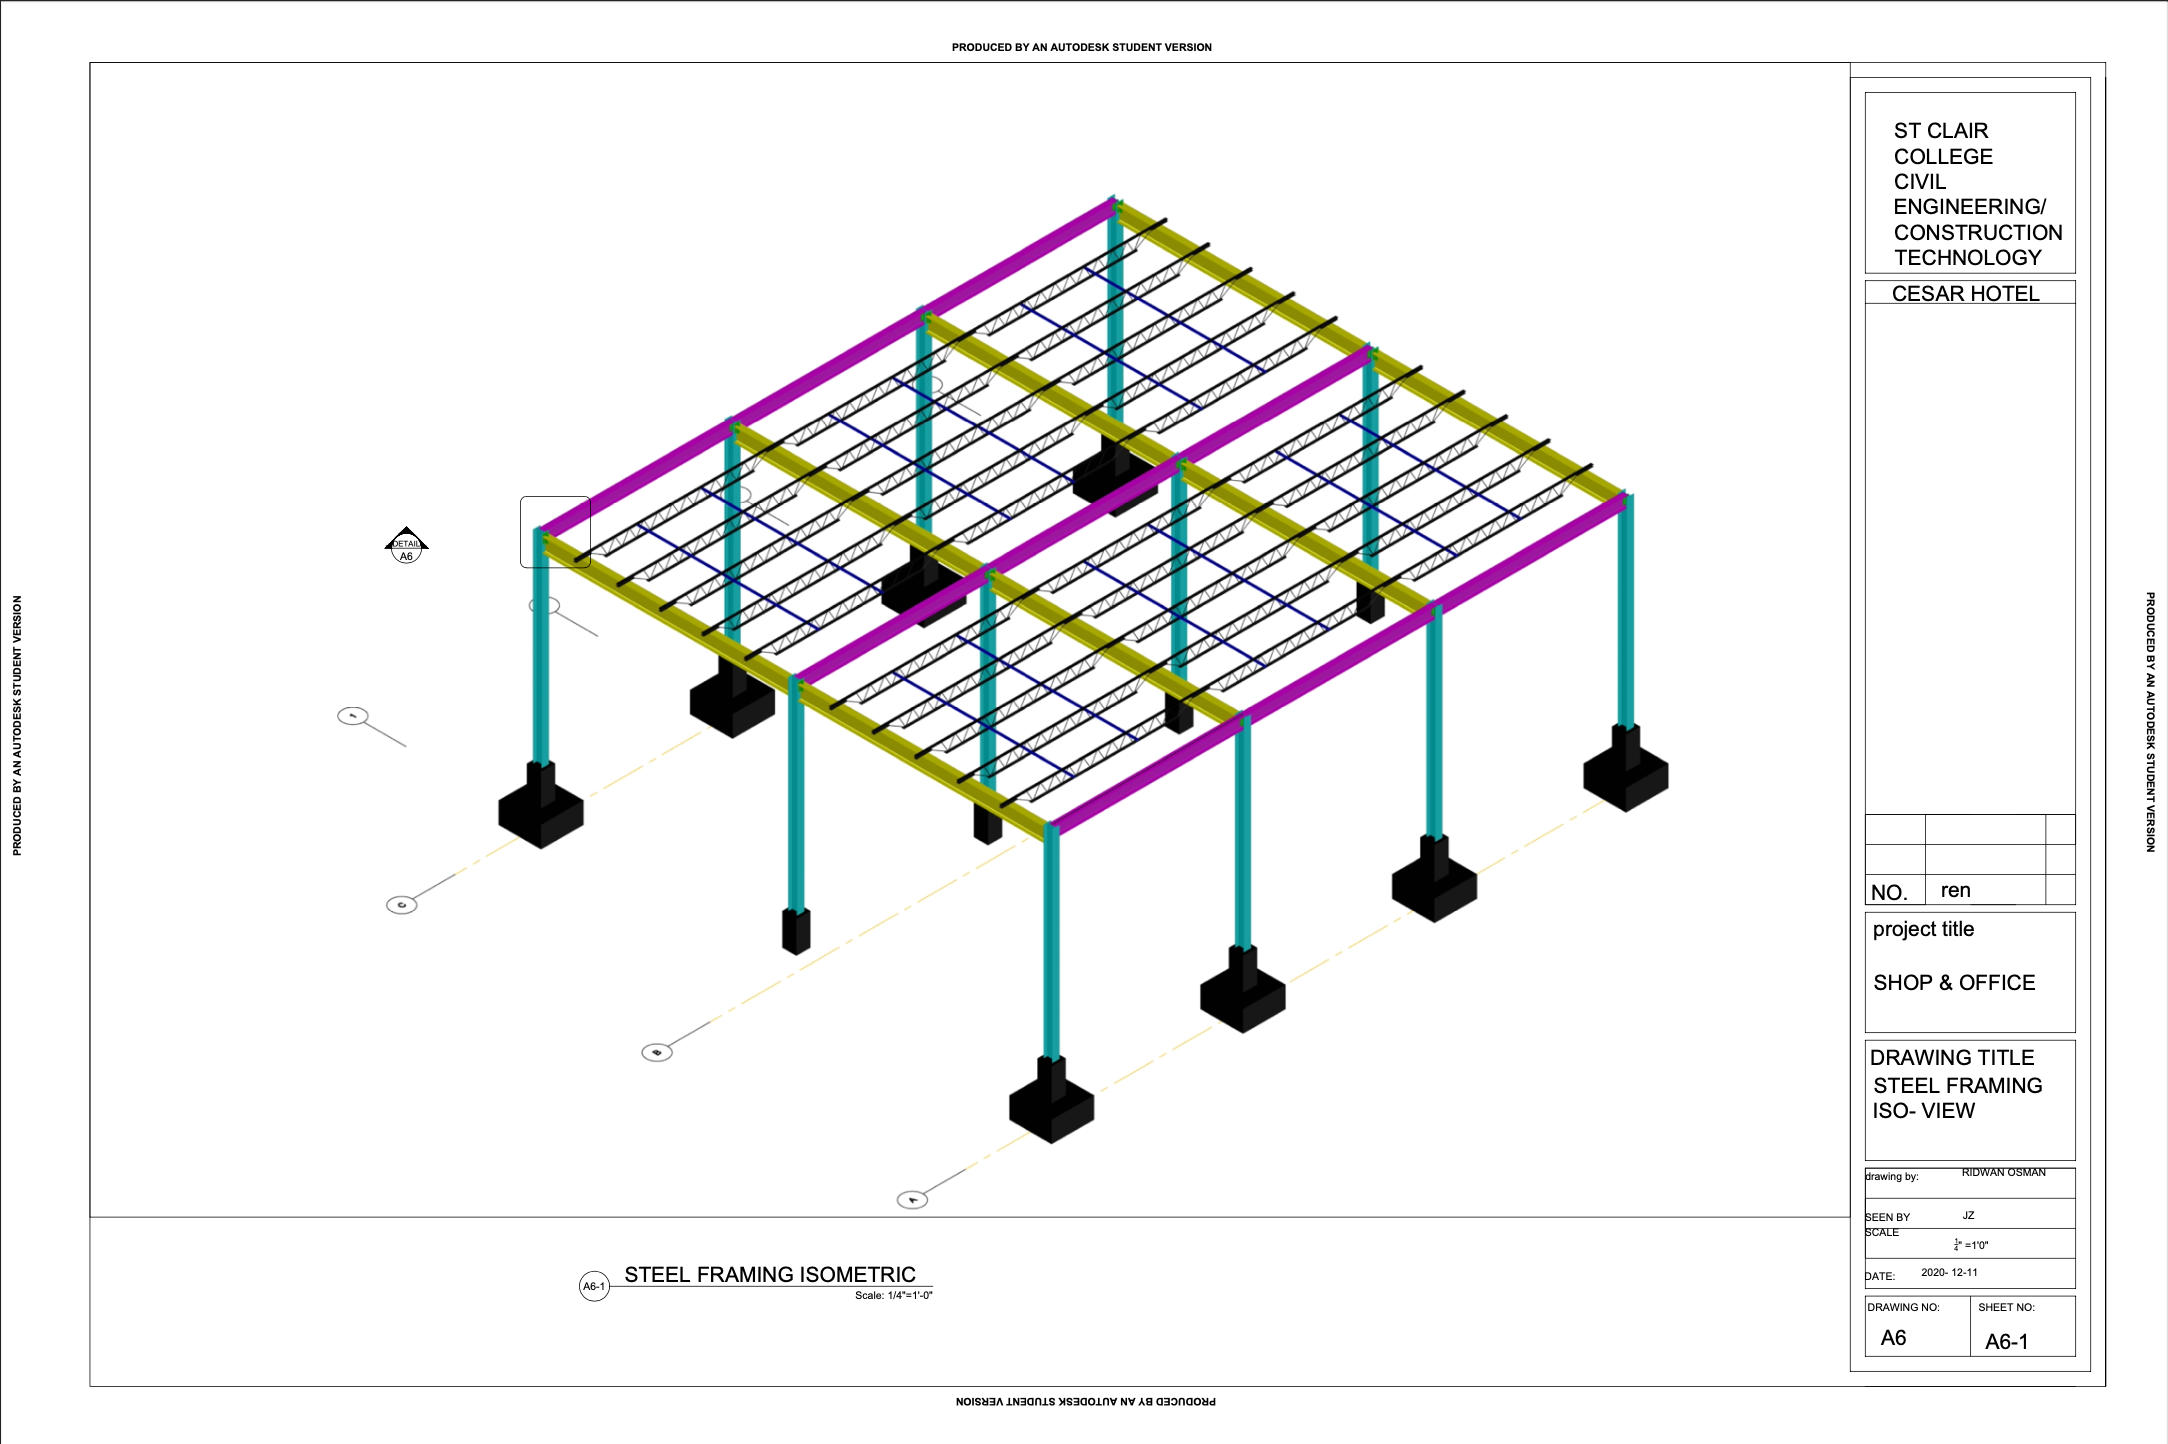 PRODUCED BY AN AUTODESK STUDENT VERSION
PRODUCED BY AN AUTODESK STUDENT VERSION
PRODUCED BY AN AUTODESK STUDENT VERSION
DETAIL
A6
1
C
B
A
A6-1
STEEL FRAMING ISOMETRIC
Scale: 1/4"=1'-0"
ST CLAIR
COLLEGE
CIVIL
ENGINEERING/
CONSTRUCTION
TECHNOLOGY
CESAR HOTEL
NO. ren
project title
SHOP & OFFICE
DRAWING TITLE
STEEL FRAMING
ISO- VIEW
drawing by: RIDWAN OSMAN
SEEN BY JZ
SCALE
1/4" =1'0"
DATE: 2020- 12-11
DRAWING NO: SHEET NO:
A6 A6-1
PRODUCED BY AN AUTODESK STUDENT VERSION